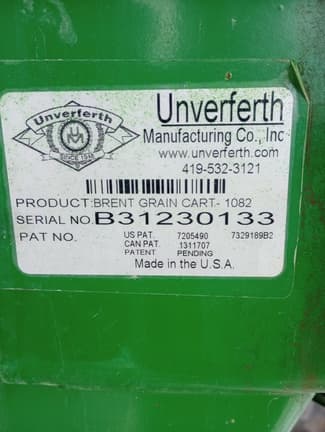 Unverferth
UM
SINCE 1948
Unverferth
Manufacturing Co., Inc
www.unverferth.com
419-532-3121
PRODUCT:BRENT GRAIN CART.- 1082
SERIAL NO.B31230133
PAT NO. US PAT. 7205490 7329189B2
CAN PAT. 1311707
PATENT PENDING
Made in the U.S.A.